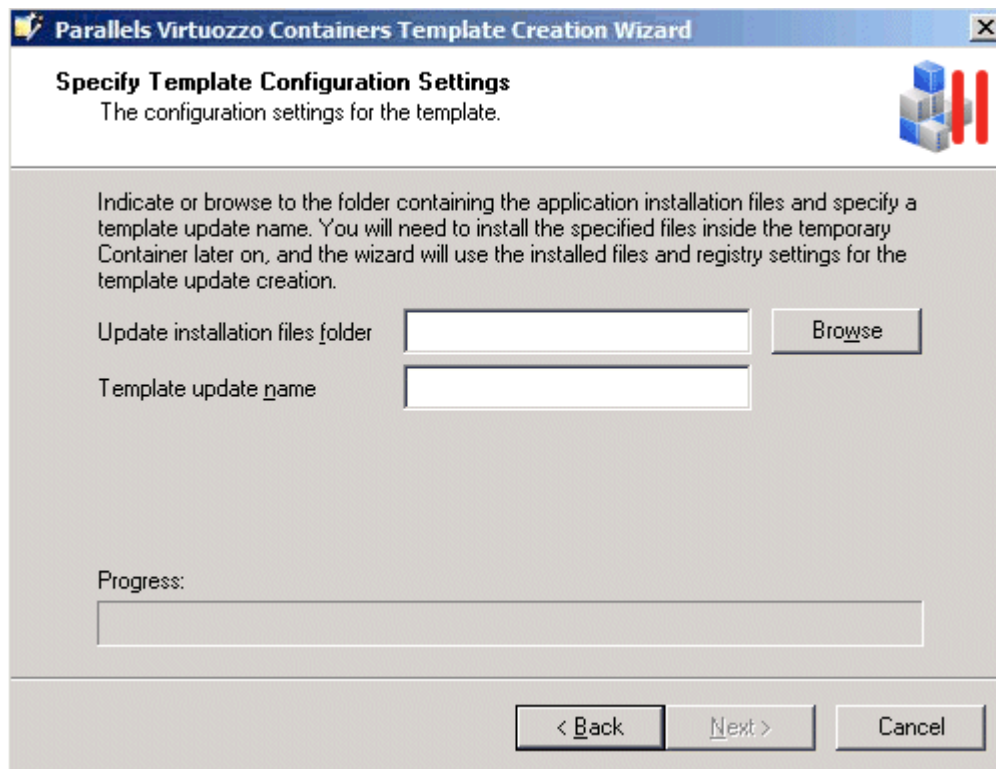 Parallels Virtuozzo Containers Template Creation Wizard
Specify Template Configuration Settings
The configuration settings for the template.
Indicate or browse to the folder containing the application installation files and specify a
template update name. You will need to install the specified files inside the temporary
Container later on, and the wizard will use the installed files and registry settings for the
template update creation.
Update installation files folder
Browse
Template update name
Progress:
< Back
Next >
Cancel